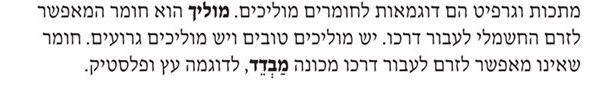 מתכות וגרפיט הם דוגמאות לחומרים מוליכים. מוליך הוא חומר המאפשר
לזרם החשמלי לעבור דרכו. יש מוליכים טובים ויש מוליכים גרועים. חומר
שאינו מאפשר לזרם לעבור דרכו מכונה מַבְדֵּד, לדוגמה עץ ופלסטיק.